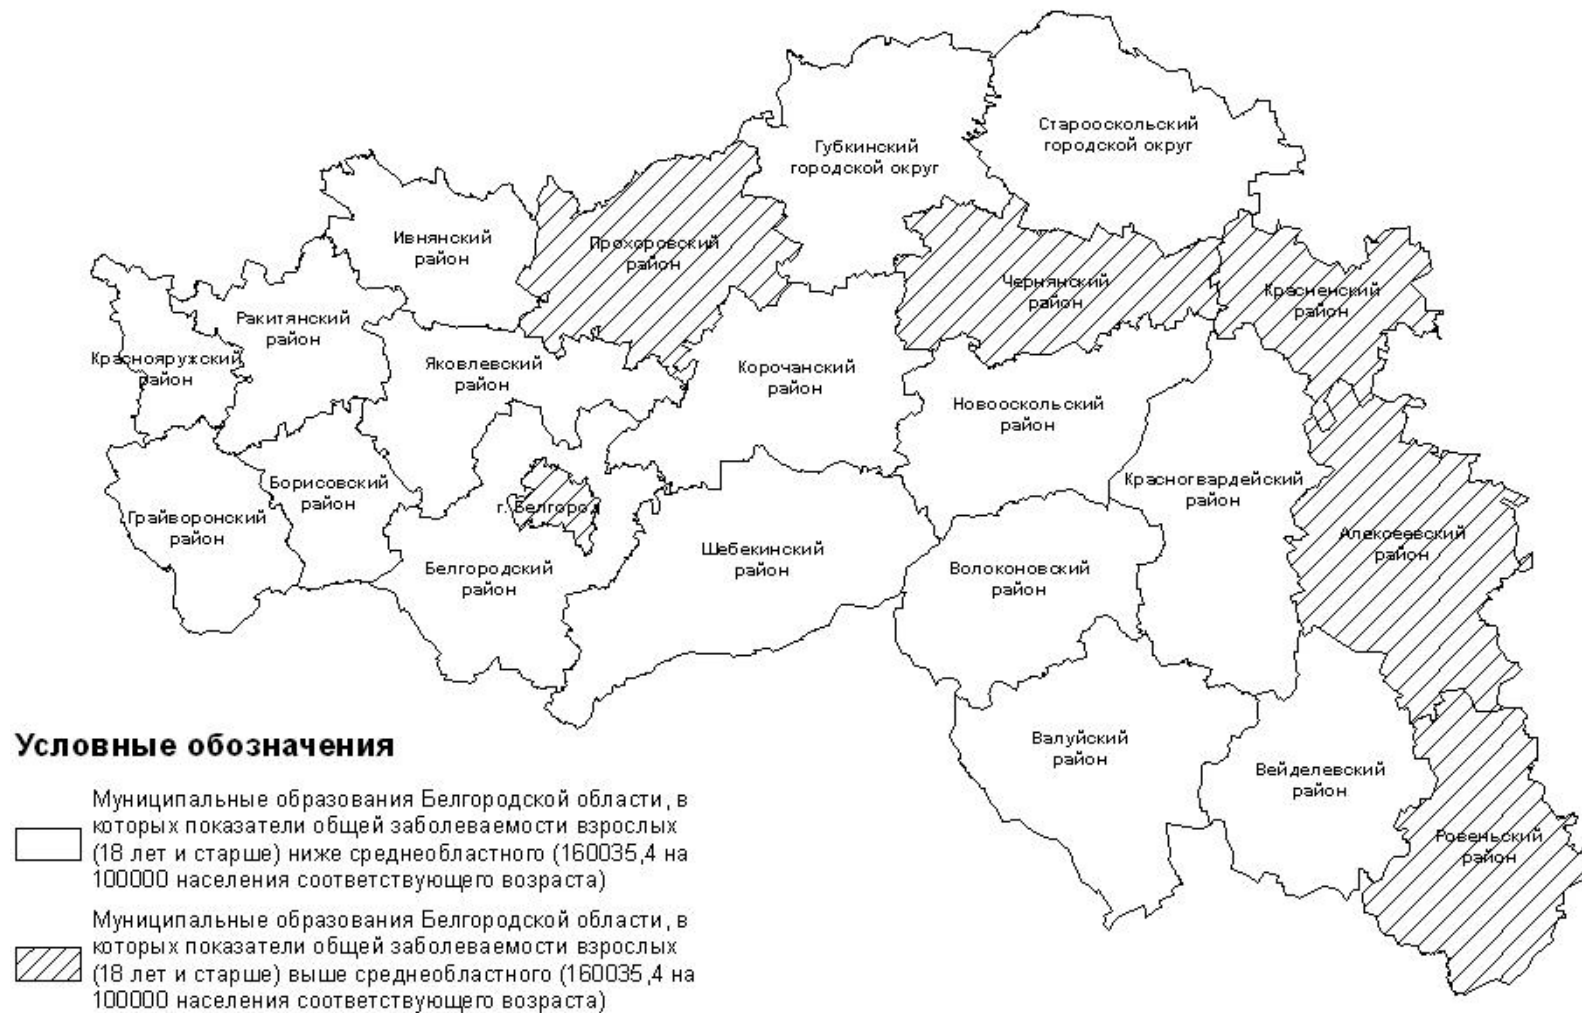 Старооскольский
городской округ
Губкинский
городской округ
Ивнянский
район
Прохоровский
район
Чернянский
район
Красненский
район
Ракитянский
район
Краснояружский
район
Яковлевский
район
Корочанский
район
Новооскольский
район
Красногвардейский
район
Борисовский
район
Грайворонский
район
г. Белгород
Алексеевский
район
Белгородский
район
Шебекинский
район
Волоконовский
район
Валуйский
район
Вейделевский
район
Ровеньский
район
Условные обозначения
Муниципальные образования Белгородской области, в
которых показатели общей заболеваемости взрослых
(18 лет и старше) ниже среднеобластного (160035,4 на
100000 населения соответствующего возраста)
Муниципальные образования Белгородской области, в
которых показатели общей заболеваемости взрослых
(18 лет и старше) выше среднеобластного (160035,4 на
100000 населения соответствующего возраста)